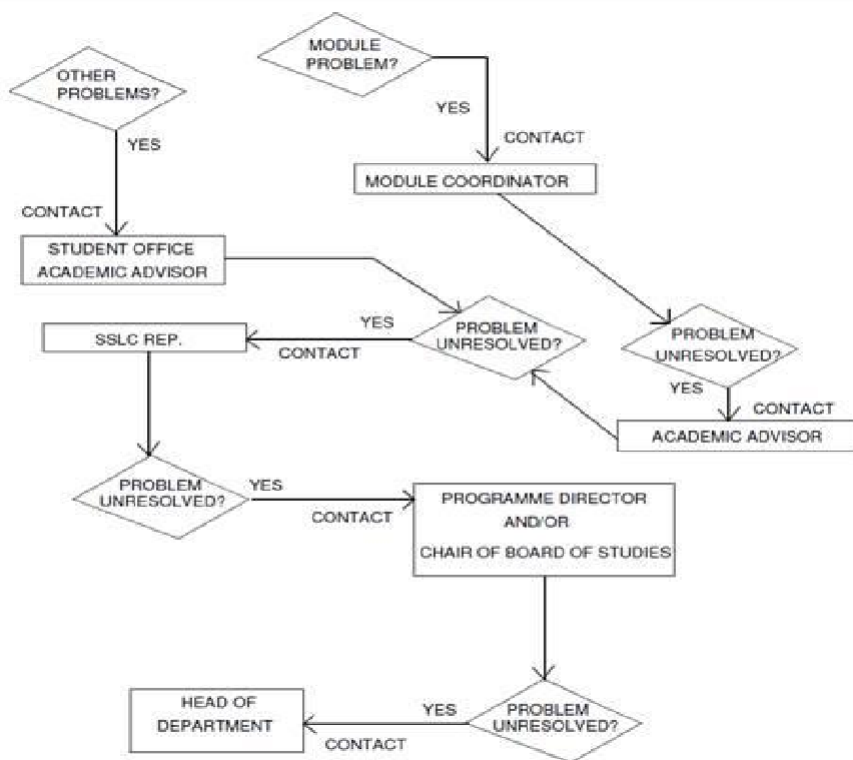 MODULE
PROBLEM?
OTHER
PROBLEMS?
YES
CONTACT
YES
MODULE COORDINATOR
CONTACT
STUDENT OFFICE
ACADEMIC ADVISOR
YES
CONTACT
SSLC REP.
PROBLEM
UNRESOLVED?
PROBLEM
UNRESOLVED?
YES
CONTACT
ACADEMIC ADVISOR
PROBLEM
UNRESOLVED?
YES
CONTACT
PROGRAMME DIRECTOR
AND/OR
CHAIR OF BOARD OF STUDIES
HEAD OF
DEPARTMENT
YES
CONTACT
PROBLEM
UNRESOLVED?